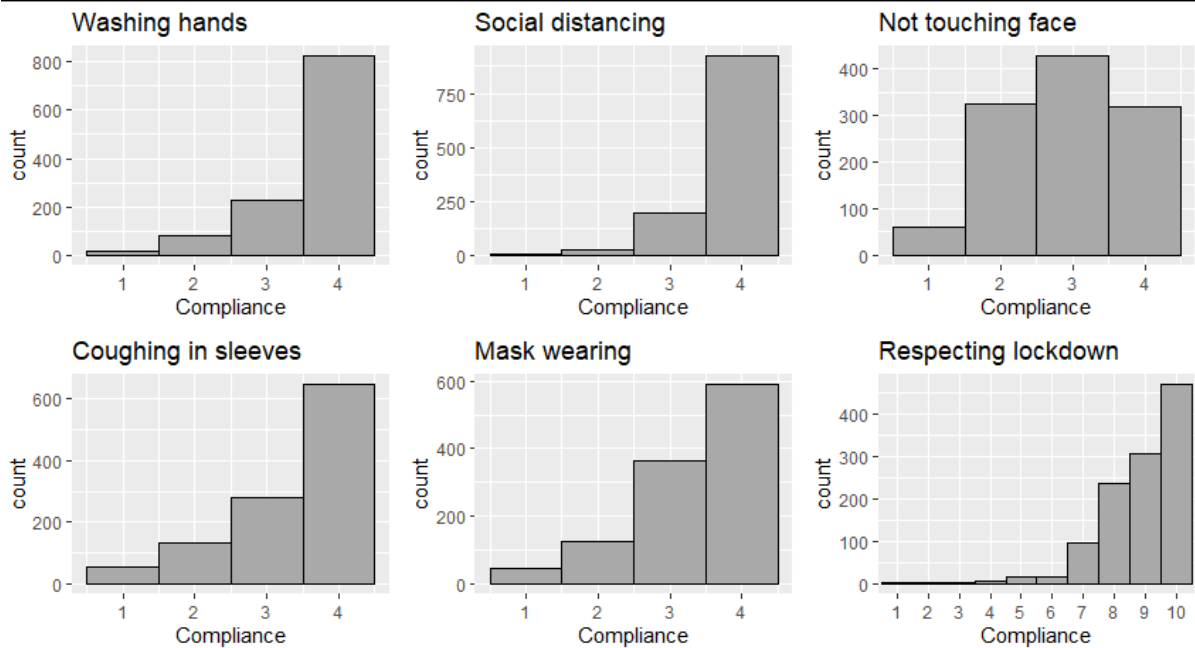 Washing hands
800
600
400
200
0
count
1 2 3 4
Compliance
Social distancing
750
500
250
0
count
1 2 3 4
Compliance
Not touching face
400
300
200
100
0
count
1 2 3 4
Compliance
Coughing in sleeves
600
400
200
0
count
1 2 3 4
Compliance
Mask wearing
600
400
200
0
count
1 2 3 4
Compliance
Respecting lockdown
400
300
200
100
0
count
1 2 3 4 5 6 7 8 9 10
Compliance